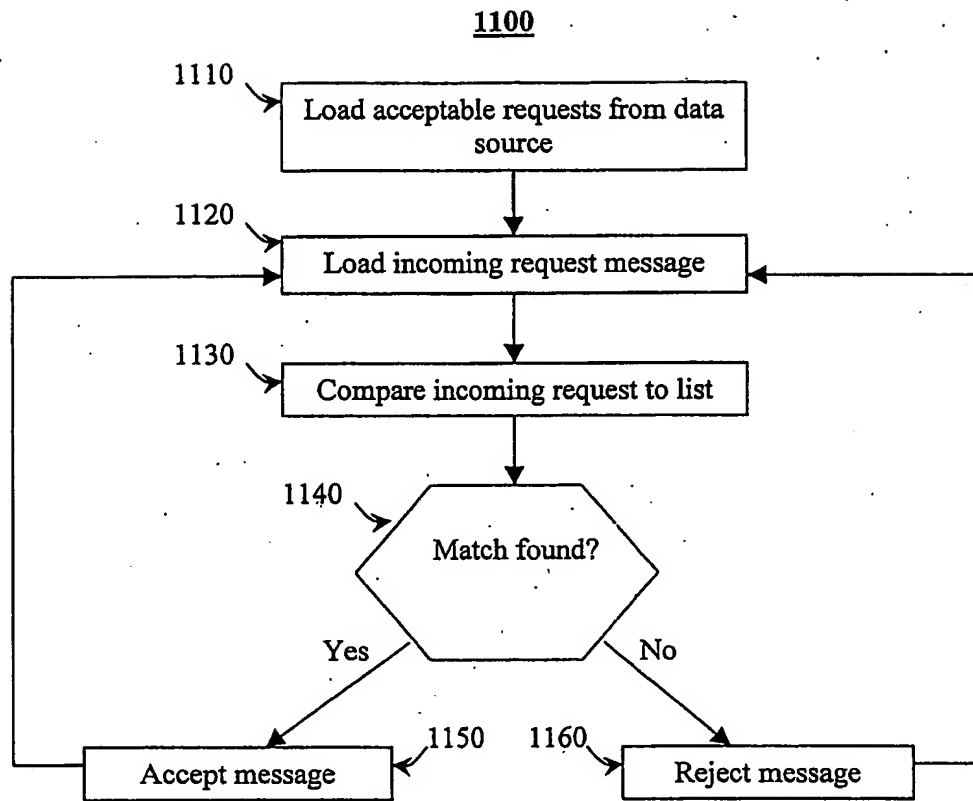 1100
1110
Load acceptable requests from data
source
1120
Load incoming request message
1130
Compare incoming request to list
1140
Match found?
Yes
No
1150
1160
Accept message
Reject message